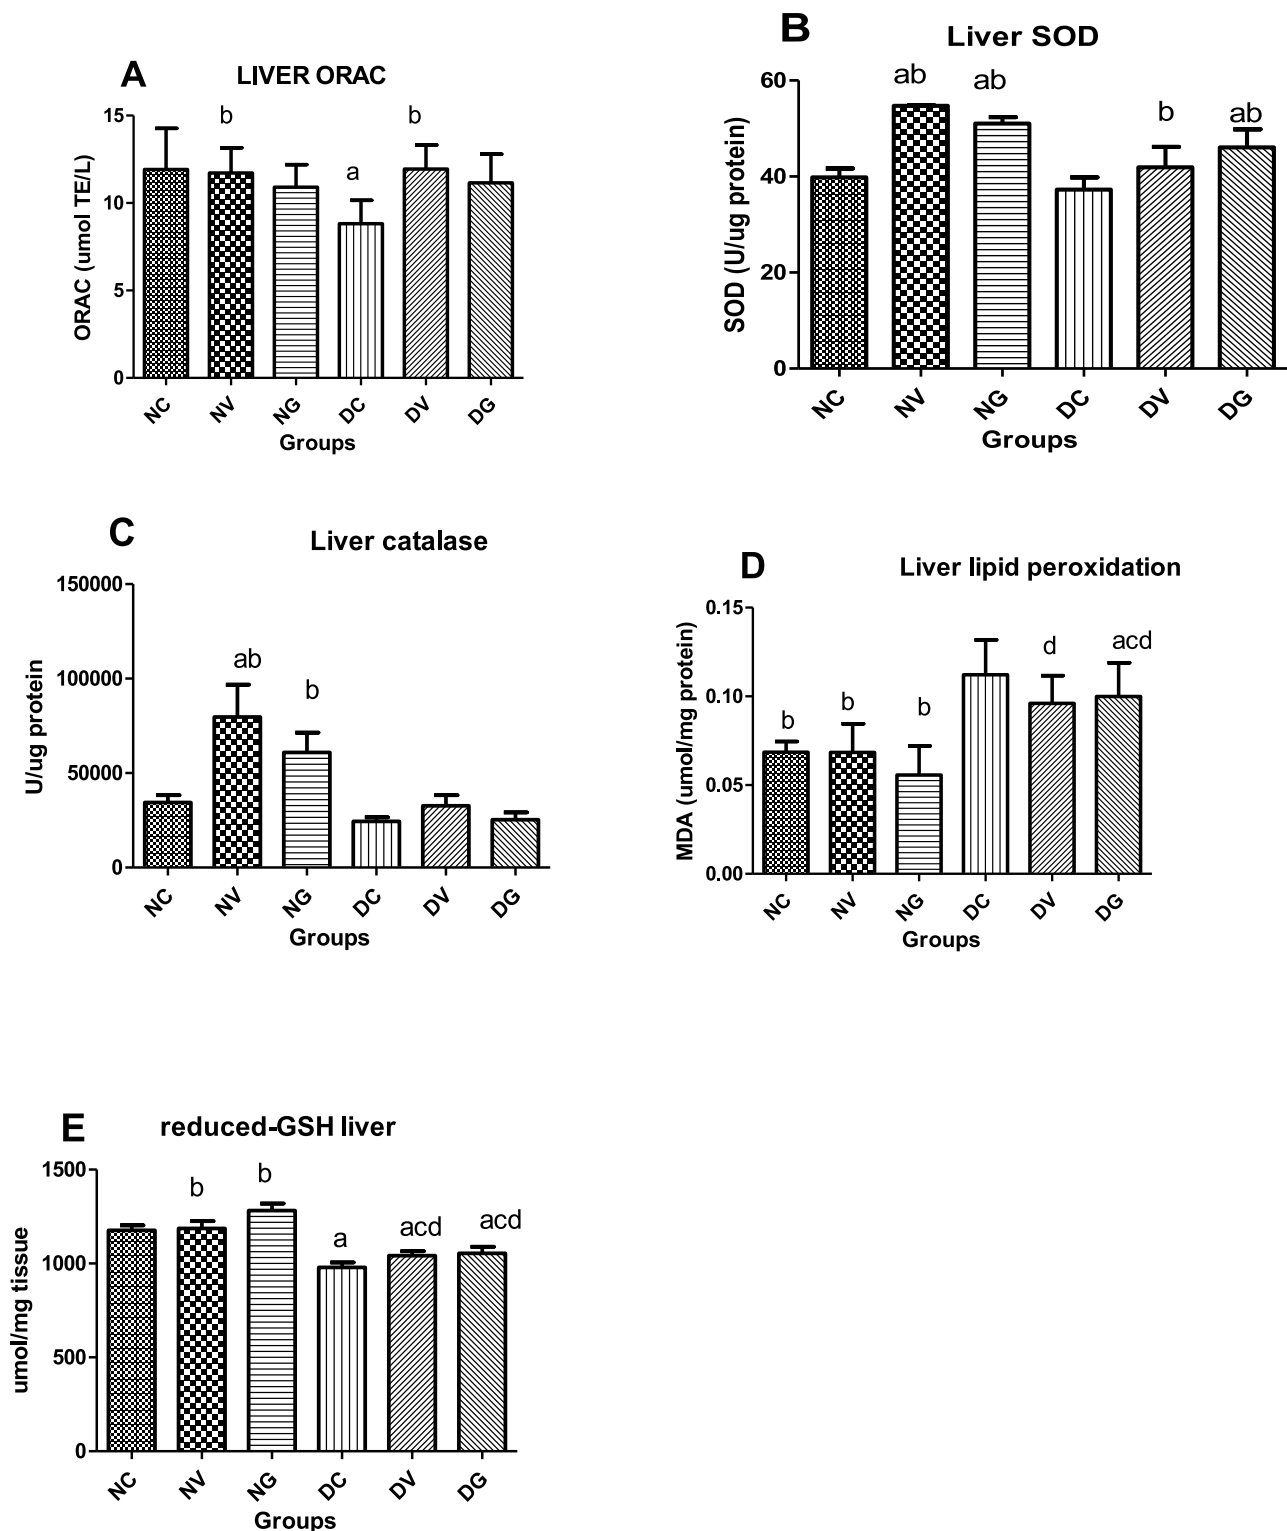 A
LIVER ORAC
ORAC (umol TE/L)
15
10
5
0
b
a
b
NC
NV
NG
DC
DV
DG
Groups
B
Liver SOD
SOD (U/ug protein)
60
40
20
0
ab
ab
b
ab
NC
NV
NG
DC
DV
DG
Groups
C
Liver catalase
U/ug protein
150000
100000
50000
0
ab
b
NC
NV
NG
DC
DV
DG
Groups
D
Liver lipid peroxidation
MDA (umol/mg protein)
0.15
0.10
0.05
0.00
b
b
b
d
acd
NC
NV
NG
DC
DV
DG
Groups
E
reduced-GSH liver
umol/mg tissue
1500
1000
500
0
b
b
a
acd
acd
NC
NV
NG
DC
DV
DG
Groups